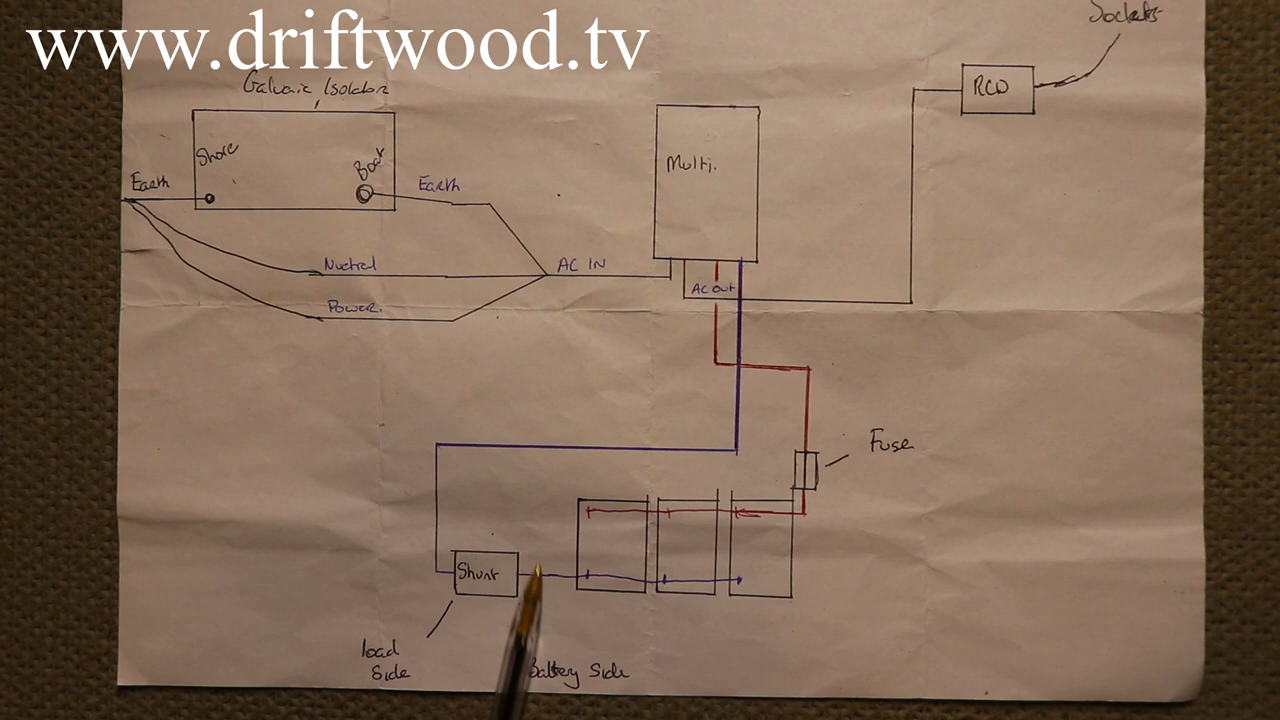 www.driftwood.tv
Sockets
Galvanic Isolator
RCD
Shore
Boat
Multi.
Earth
Earth
Nuetral
AC IN
AC out
Power.
Fuse
Shunt
load
Side
Battery Side